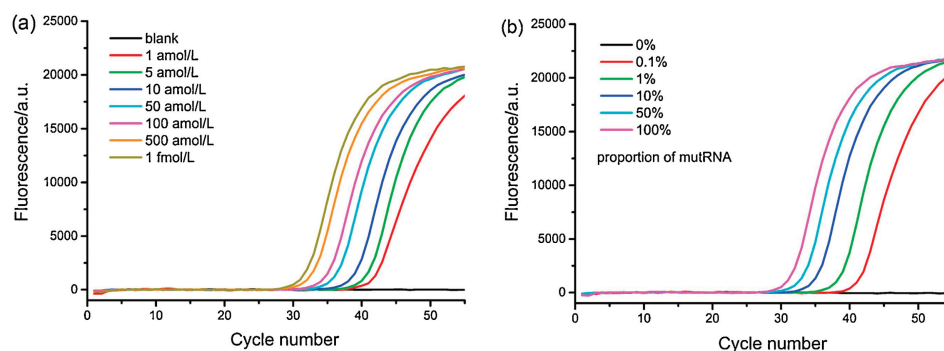 (a)
25000
20000
15000
10000
5000
0
Fluorescence/a.u.
blank
1 amol/L
5 amol/L
10 amol/L
50 amol/L
100 amol/L
500 amol/L
1 fmol/L
0 10 20 30 40 50
Cycle number
(b)
25000
20000
15000
10000
5000
0
Fluorescence/a.u.
0%
0.1%
1%
10%
50%
100%
proportion of mutRNA
0 10 20 30 40 50
Cycle number